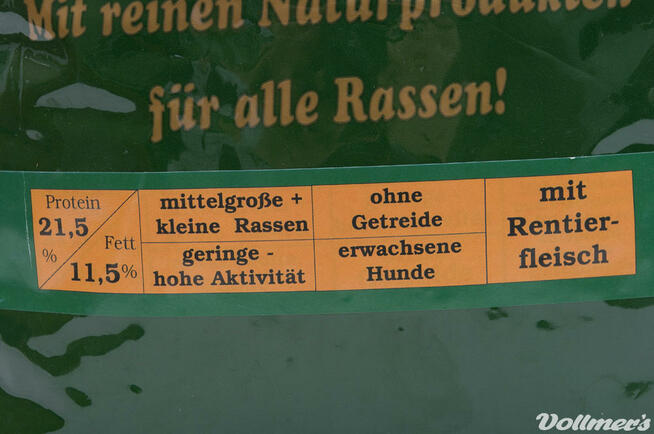 Mit reinen Naturprodukten
für alle Rassen!
Protein
21,5
%
Fett
11,5%
mittelgroße +
kleine Rassen
geringe -
hohe Aktivität
ohne
Getreide
erwachsene
Hunde
mit
Rentier-
fleisch
Vollmer's